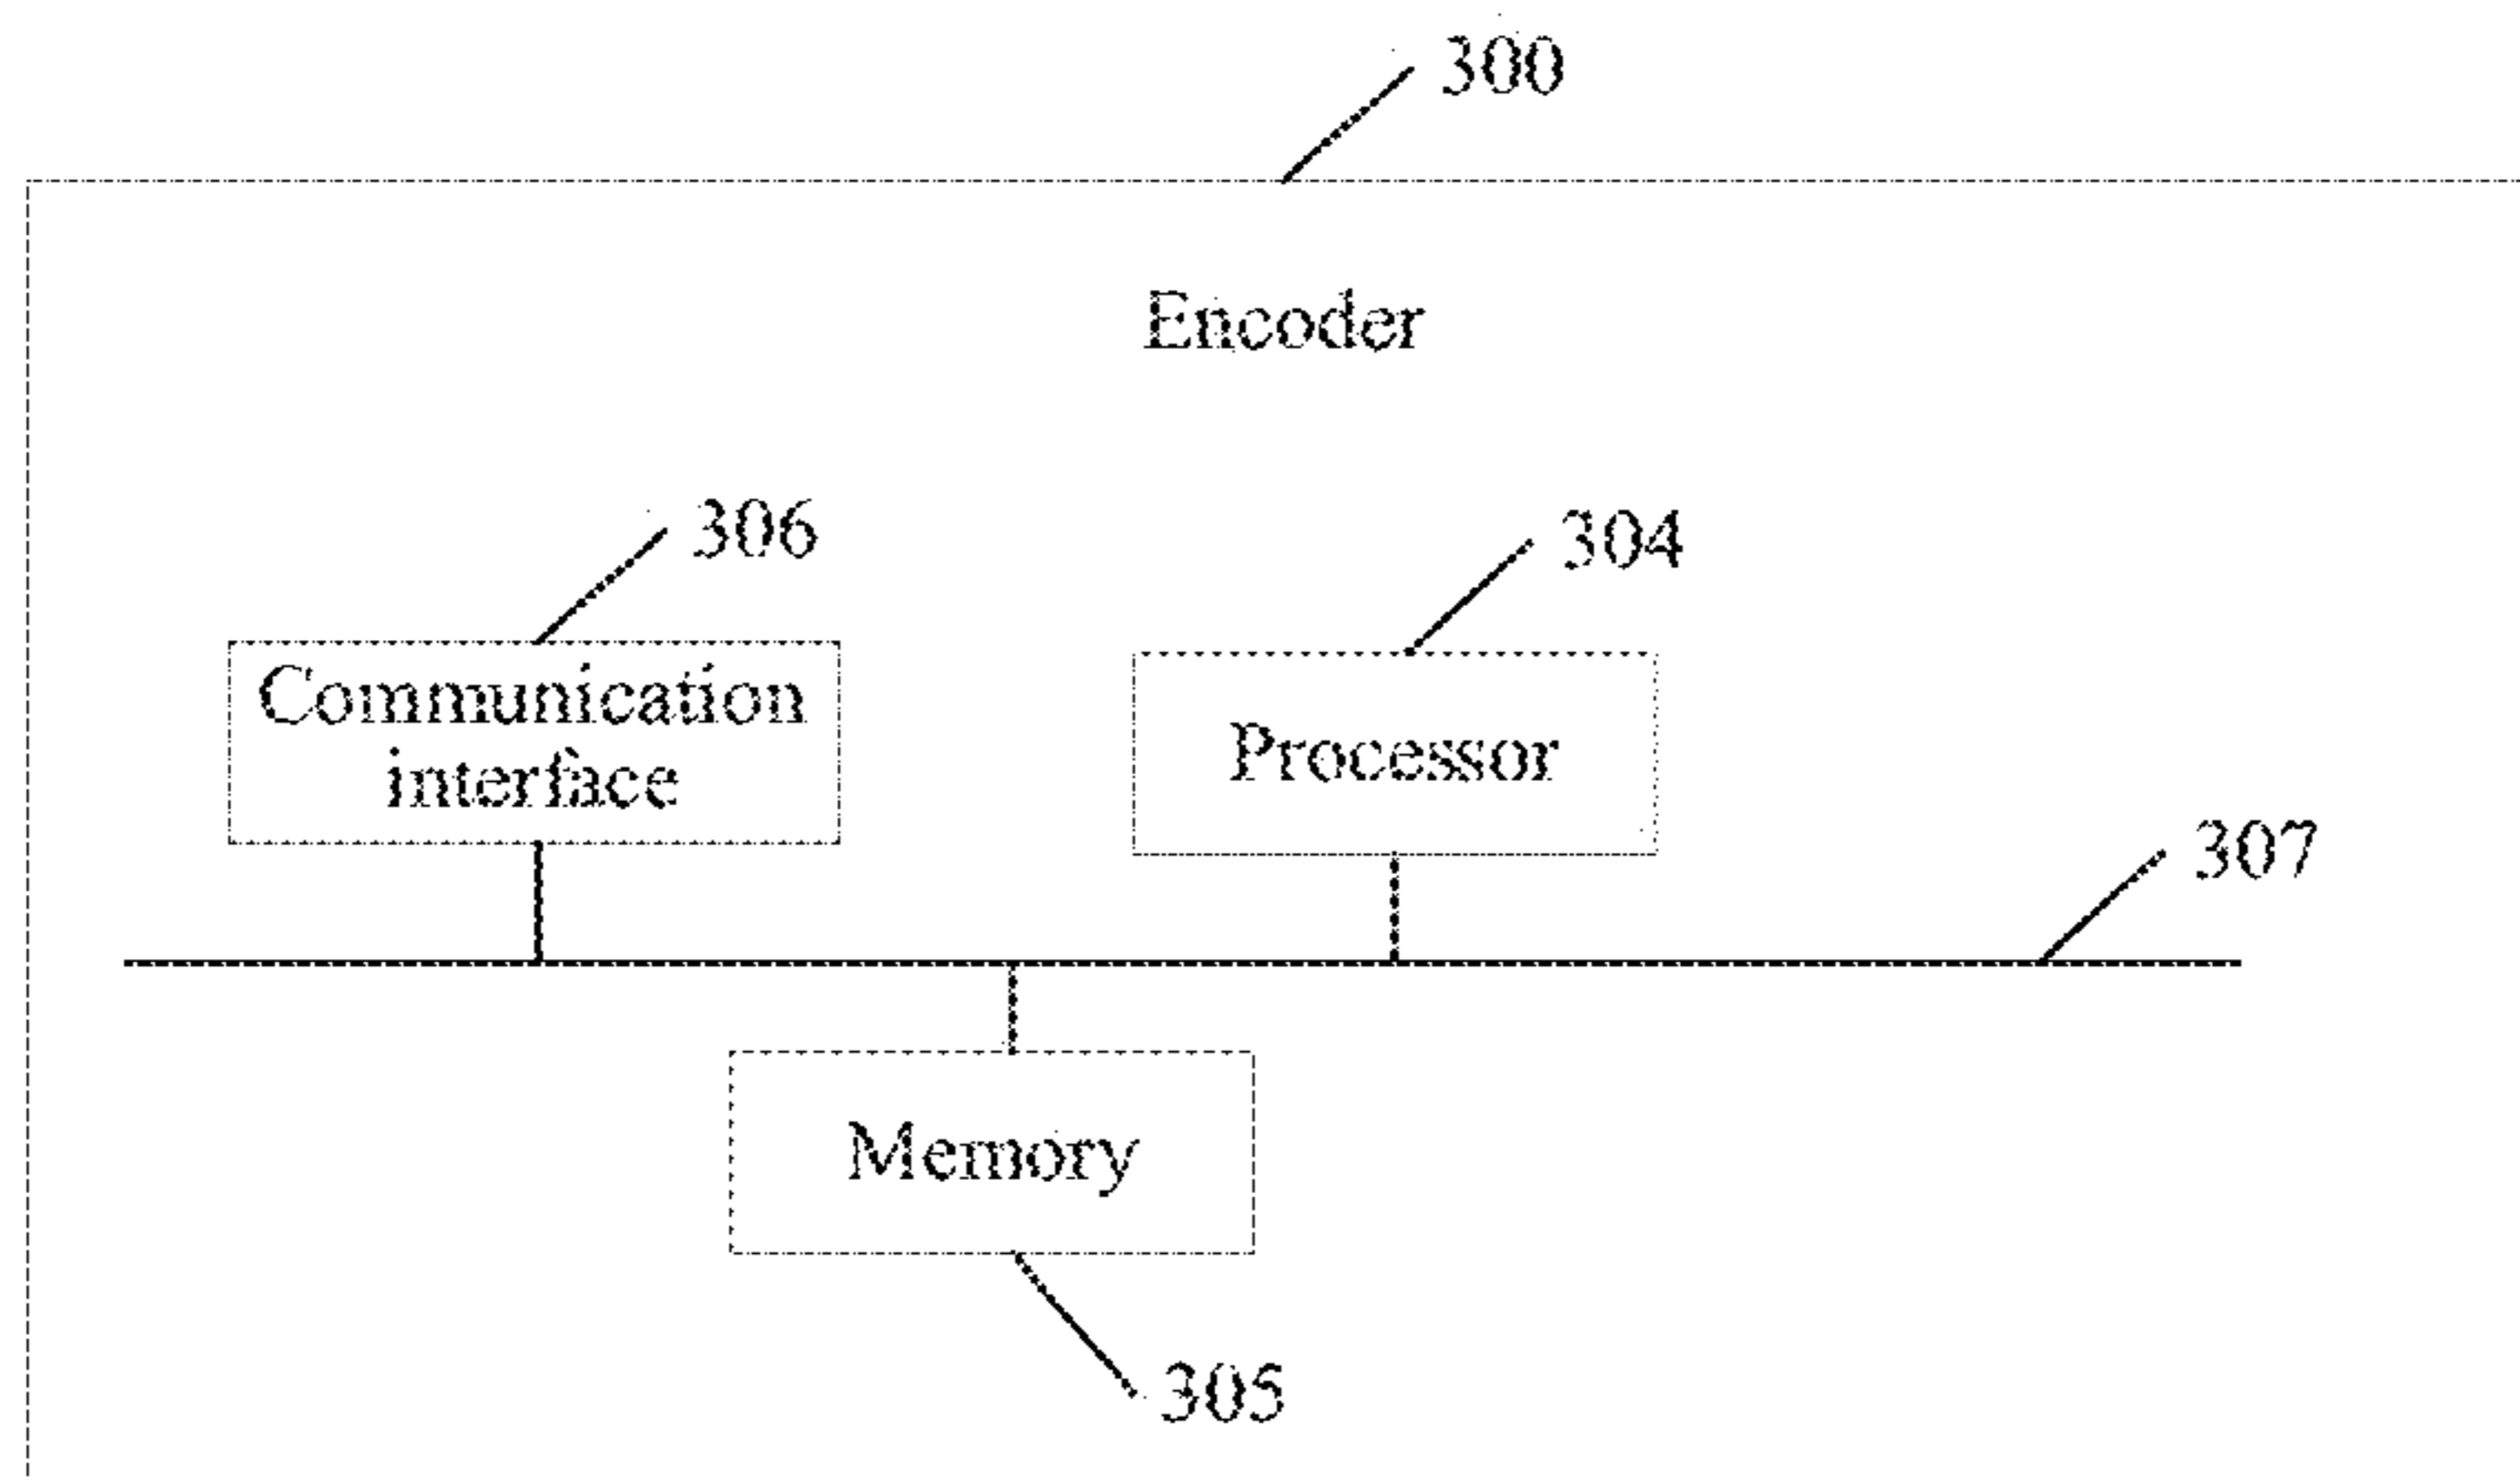 300
Encoder
306
304
Communication
interface
Processor
307
Memory
305